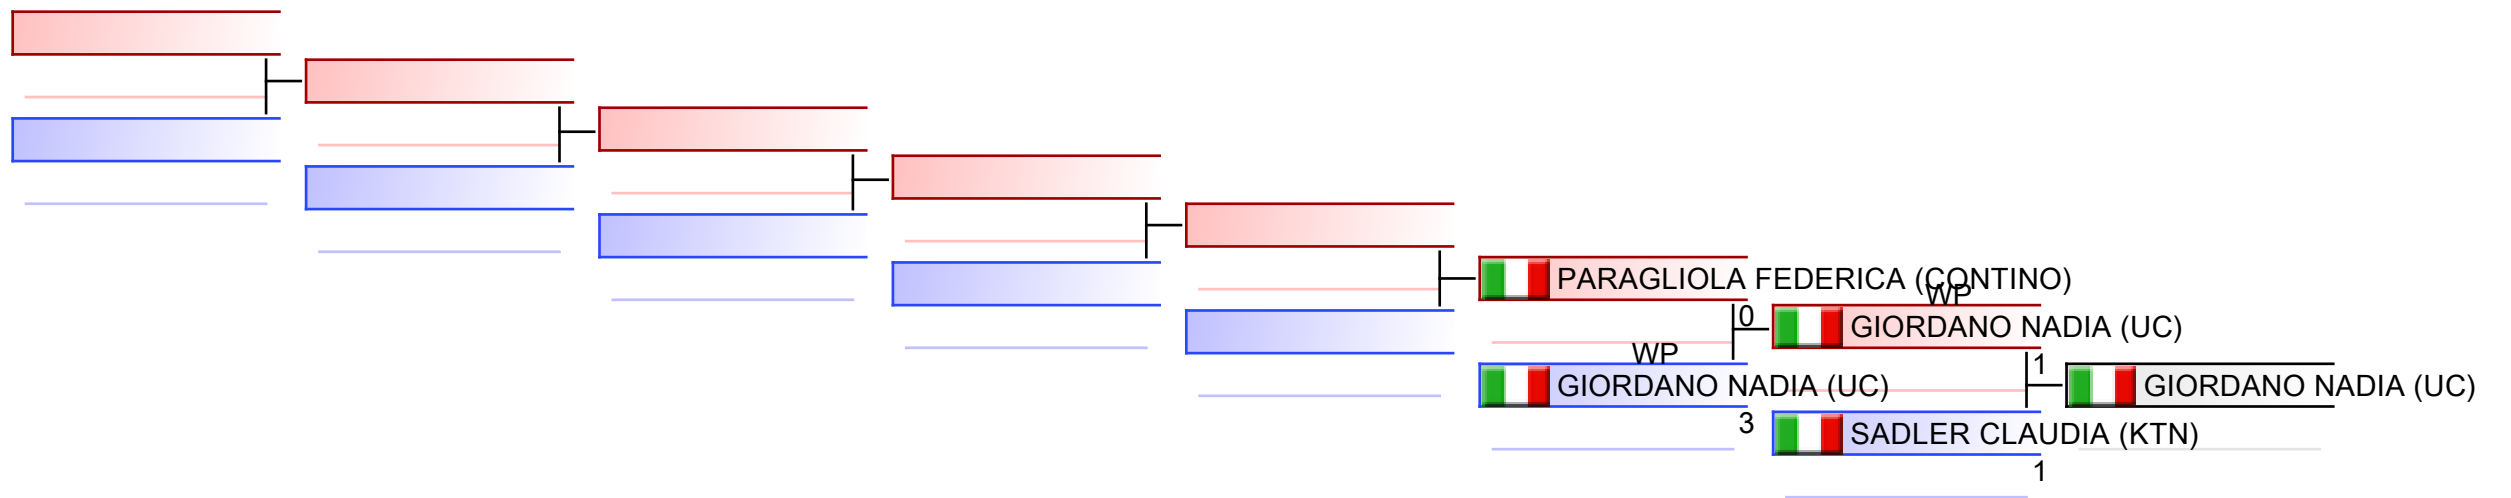 PARAGLIOLA FEDERICA (CONTINO)
0
WP
GIORDANO NADIA (UC)
3
WP
GIORDANO NADIA (UC)
1
SADLER CLAUDIA (KTN)
1
GIORDANO NADIA (UC)